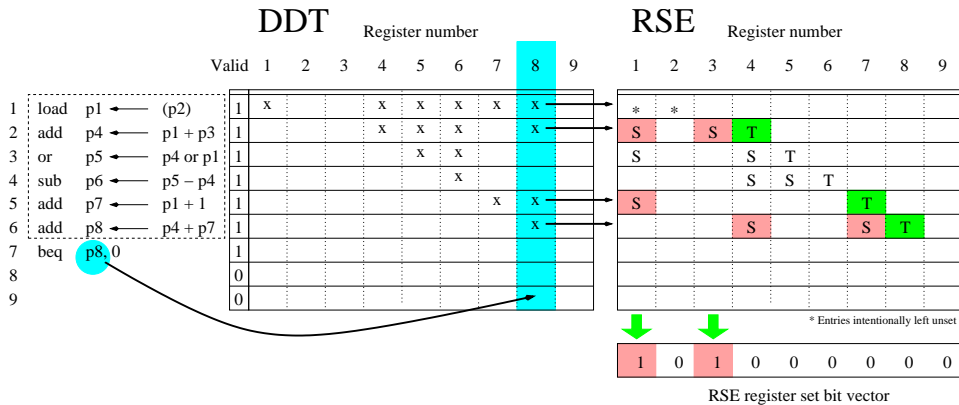 DDT Register number RSE Register number
Valid 1 2 3 4 5 6 7 8 9 1 2 3 4 5 6 7 8 9
1 load p1 (p2) 1 x x x x x x * *
2 add p4 p1 + p3 1 x x x x S S T
3 or p5 p4 or p1 1 x x S S T
4 sub p6 p5 − p4 1 x S S T
5 add p7 p1 + 1 1 x x S T
6 add p8 p4 + p7 1 x S S T
7 beq p8, 0 1
8 0
9 0
* Entries intentionally left unset
1 0 1 0 0 0 0 0 0
RSE register set bit vector